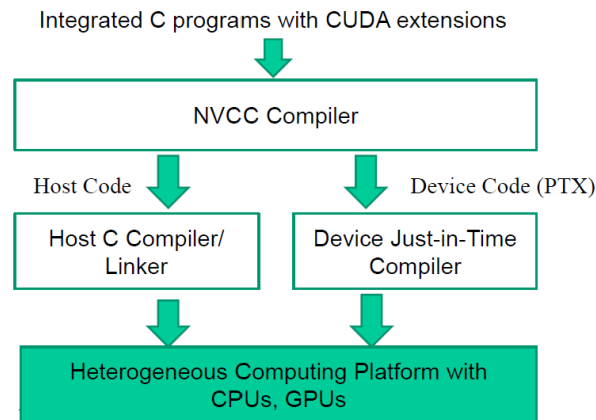 Integrated C programs with CUDA extensions
NVCC Compiler
Host Code
Device Code (PTX)
Host C Compiler/
Linker
Device Just-in-Time
Compiler
Heterogeneous Computing Platform with
CPUs, GPUs